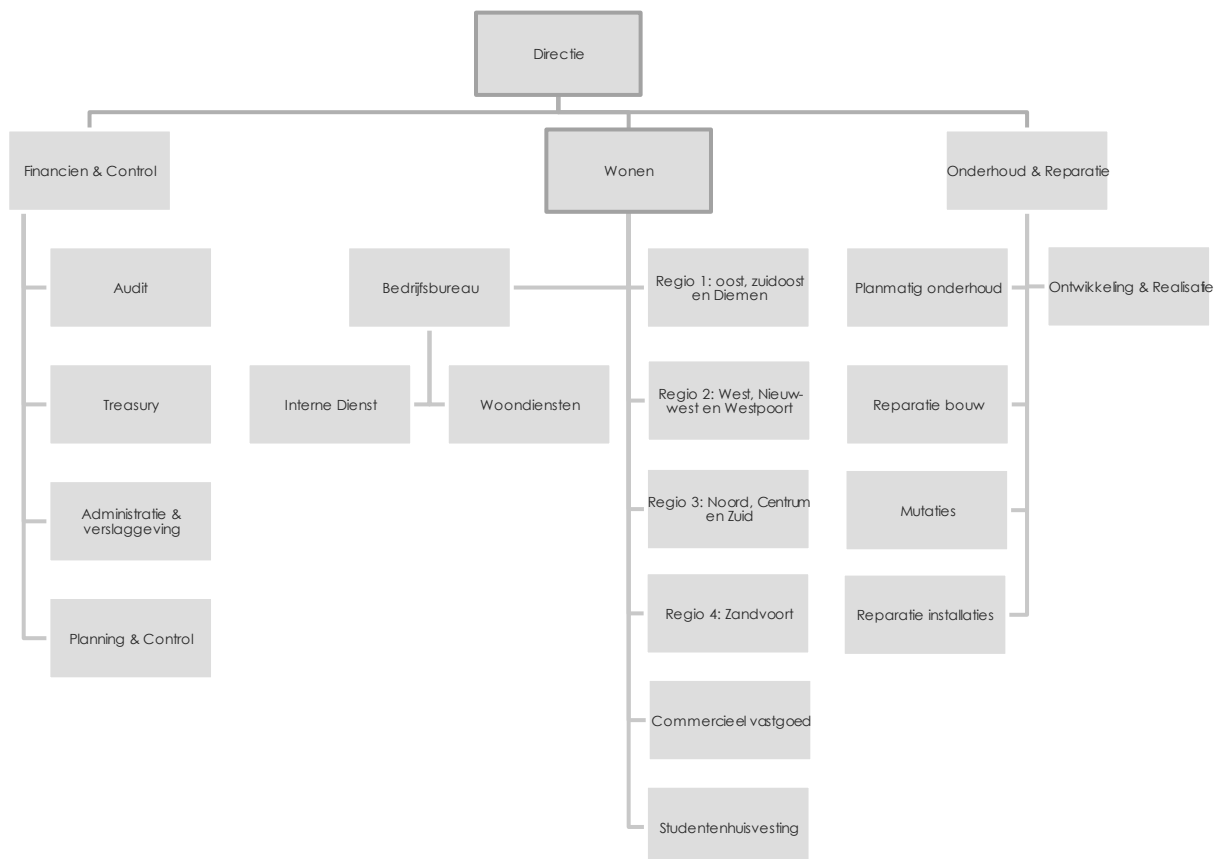 Directie
Financien & Control
Wonen
Onderhoud & Reparatie
Audit
Bedrijfsbureau
Regio 1: oost, zuidoost
en Diemen
Planmatig onderhoud
Ontwikkeling & Realisatie
Treasury
Interne Dienst
Woondiensten
Regio 2: West, Nieuw-
west en Westpoort
Reparatie bouw
Administratie &
verslaggeving
Regio 3: Noord, Centrum
en Zuid
Mutaties
Planning & Control
Regio 4: Zandvoort
Reparatie installaties
Commercieel vastgoed
Studentenhuisvesting